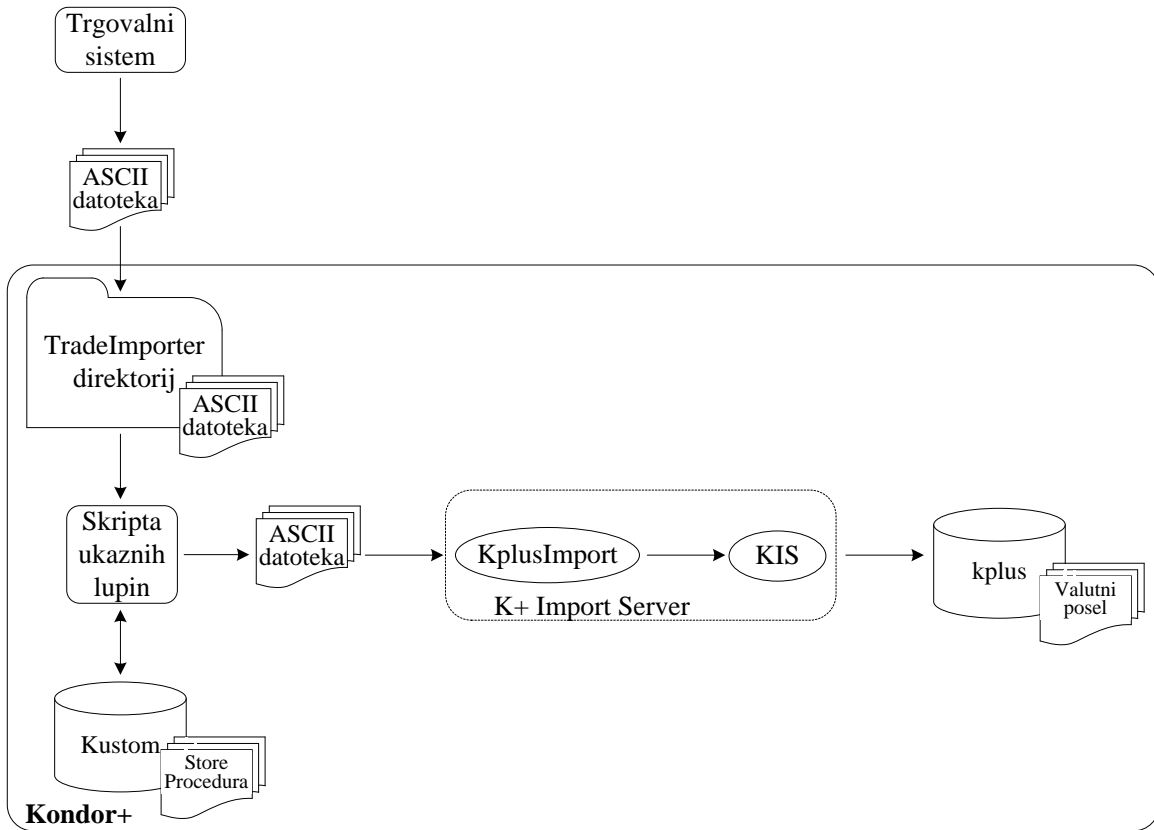 Trgovalni
sistem
ASCII
datoteka
TradeImporter
direktorij
ASCII
datoteka
Skripta
ukaznih
lupin
ASCII
datoteka
KplusImport
KIS
K+ Import Server
kplus
Valutni
posel
Kustom
Store
Procedura
Kondor+